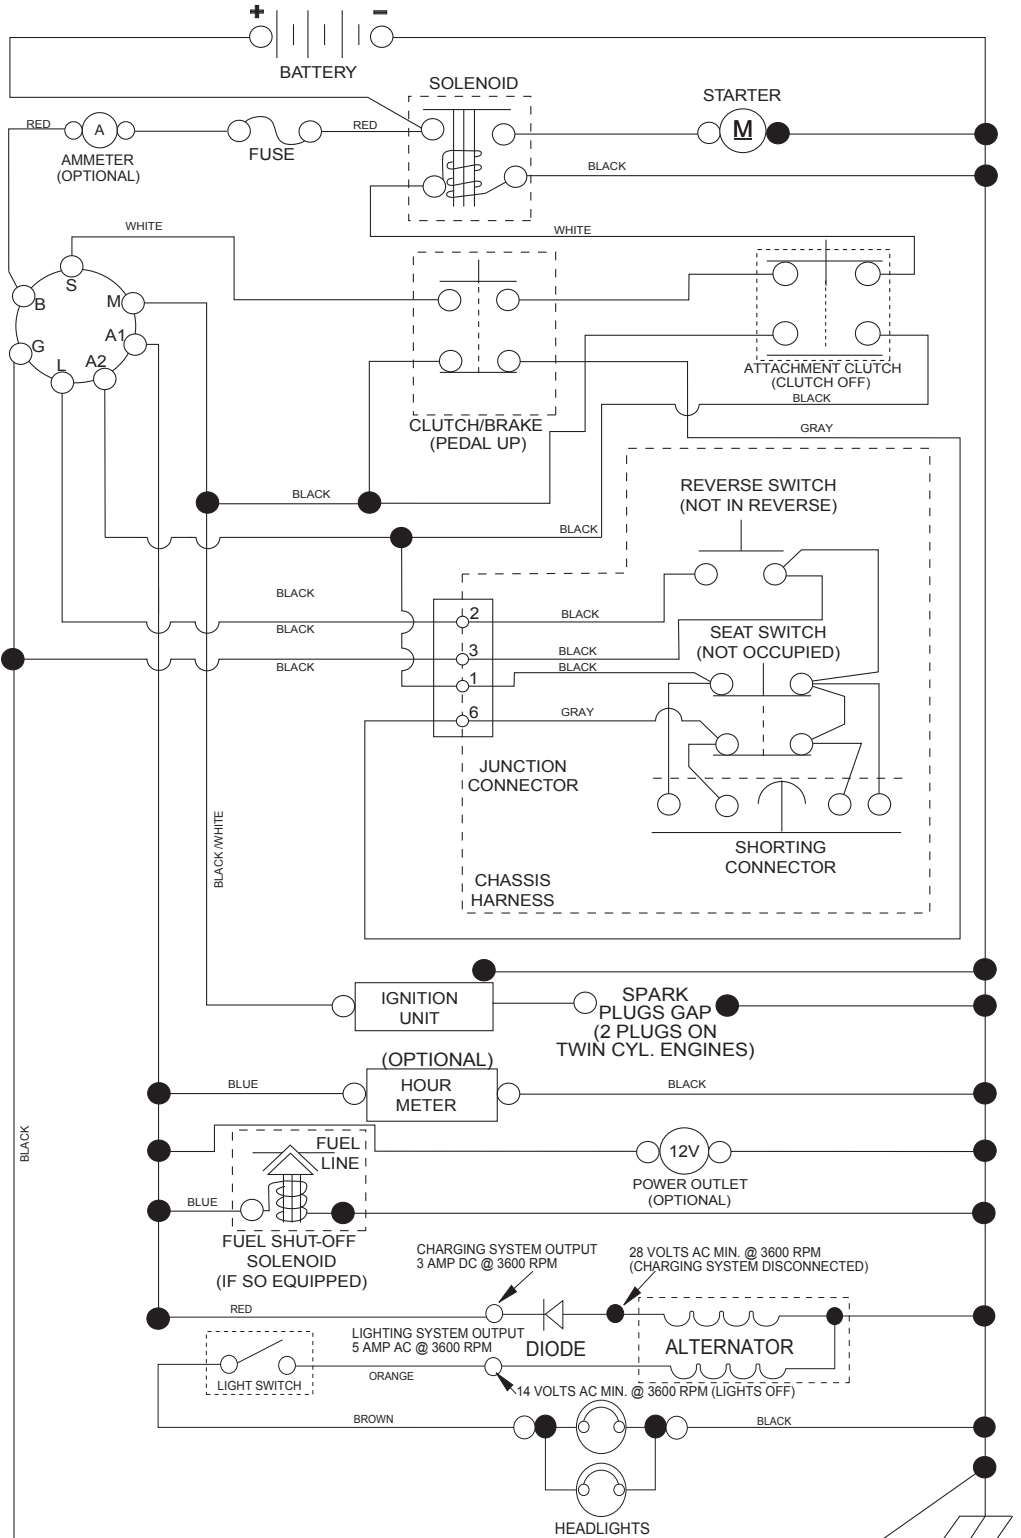 +
-
BATTERY
SOLENOID
STARTER
RED
A
FUSE
RED
M
AMMETER
(OPTIONAL)
BLACK
WHITE
WHITE
S
B
M
G
A1
L
A2
ATTACHMENT CLUTCH
(CLUTCH OFF)
BLACK
CLUTCH/BRAKE
(PEDAL UP)
GRAY
BLACK
REVERSE SWITCH
(NOT IN REVERSE)
BLACK
BLACK
2
BLACK
BLACK
SEAT SWITCH
(NOT OCCUPIED)
3
BLACK
BLACK
BLACK
1
6
GRAY
JUNCTION
CONNECTOR
SHORTING
CONNECTOR
BLACK/WHITE
CHASSIS
HARNESS
IGNITION
UNIT
SPARK
PLUGS GAP
(2 PLUGS ON
TWIN CYL. ENGINES)
(OPTIONAL)
HOUR
METER
BLUE
BLACK
BLACK
FUEL
LINE
12V
POWER OUTLET
(OPTIONAL)
BLUE
FUEL SHUT-OFF
SOLENOID
(IF SO EQUIPPED)
CHARGING SYSTEM OUTPUT
3 AMP DC @ 3600 RPM
28 VOLTS AC MIN. @ 3600 RPM
(CHARGING SYSTEM DISCONNECTED)
RED
LIGHTING SYSTEM OUTPUT
5 AMP AC @ 3600 RPM
DIODE
ALTERNATOR
LIGHT SWITCH
ORANGE
14 VOLTS AC MIN. @ 3600 RPM (LIGHTS OFF)
BROWN
BLACK
HEADLIGHTS